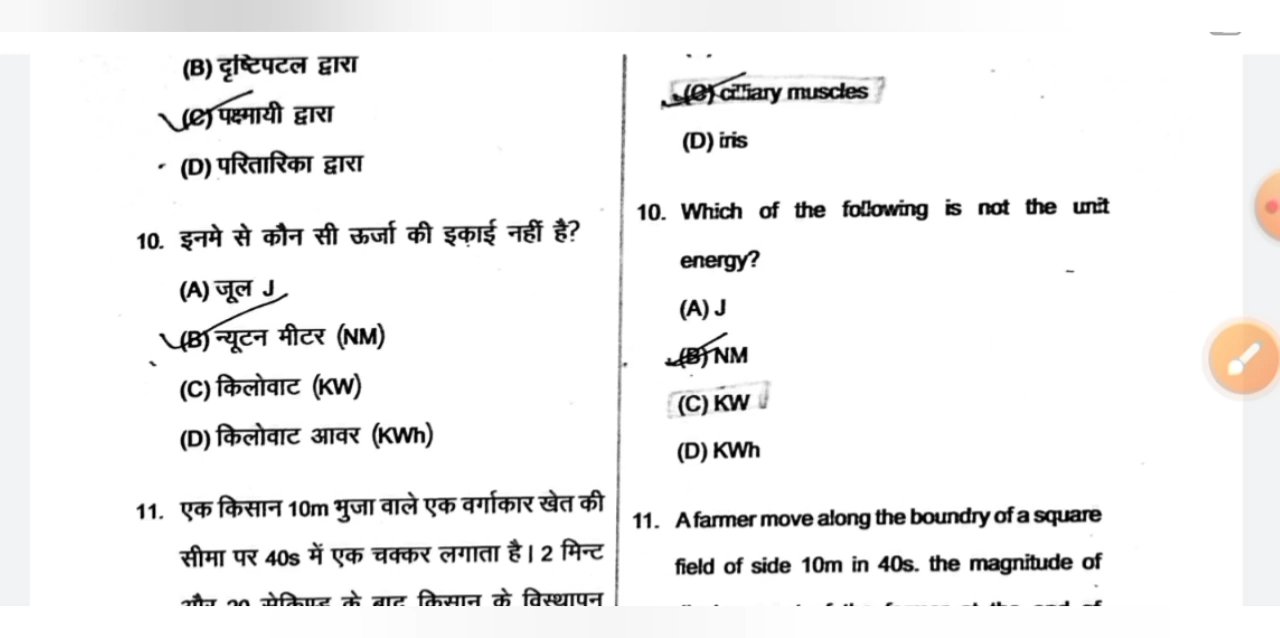 (B) दृष्टिपटल द्वारा
(C) पक्ष्मायी द्वारा
(D) परितारिका द्वारा
10. इनमे से कौन सी ऊर्जा की इकाई नहीं है?
(A) जूल J
(B) न्यूटन मीटर (NM)
(C) किलोवाट (KW)
(D) किलोवाट आवर (KWh)
11. एक किसान 10m भुजा वाले एक वर्गाकार खेत की
सीमा पर 40s में एक चक्कर लगाता है। 2 मिन्ट
के बाद किसान के विस्थापन
(C) ciliary muscles
(D) iris
10. Which of the following is not the unit
energy?
(A) J
(B) NM
(C) KW
(D) KWh
11. A farmer move along the boundry of a square
field of side 10m in 40s. the magnitude of